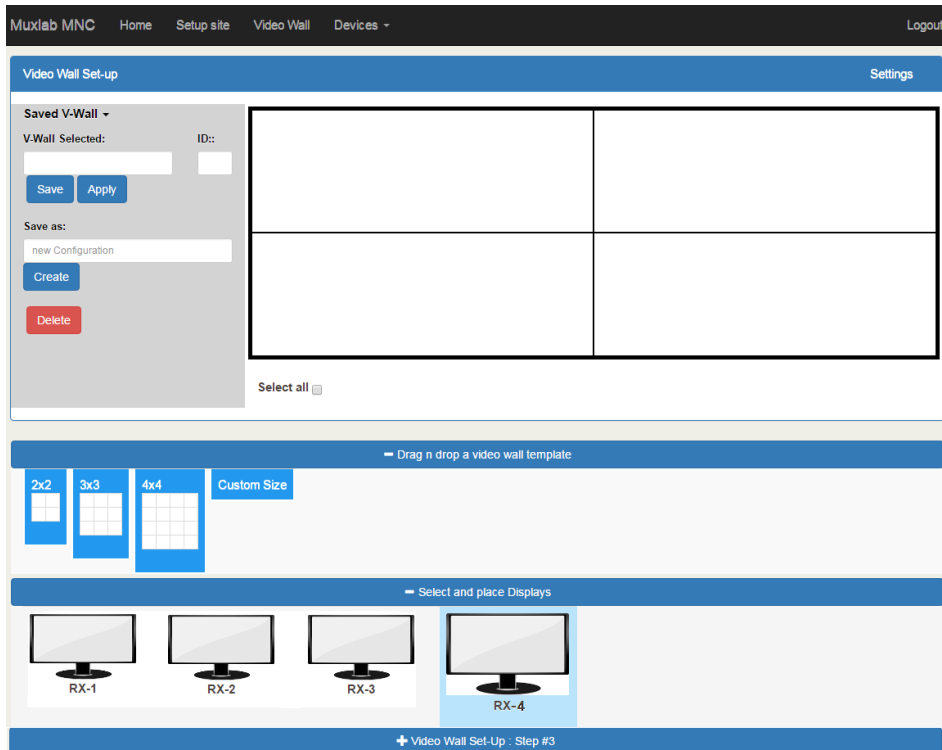 Muxlab MNC Home Setup site Video Wall Devices Logout
Video Wall Set-up Settings
Saved V-Wall
V-Wall Selected: ID::
Save Apply
Save as:
new Configuration
Create
Delete
Select all
Drag n drop a video wall template
2x2 3x3 4x4 Custom Size
Select and place Displays
RX-1 RX-2 RX-3 RX-4
Video Wall Set-Up : Step #3